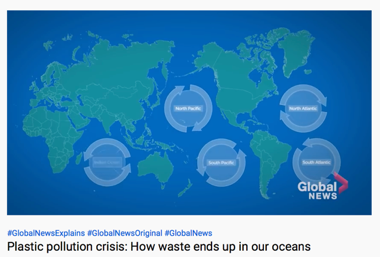 North Pacific
North Atlantic
South Pacific
South Atlantic
Global
NEWS
#GlobalNewsExplains #GlobalNewsOriginal #GlobalNews
Plastic pollution crisis: How waste ends up in our oceans